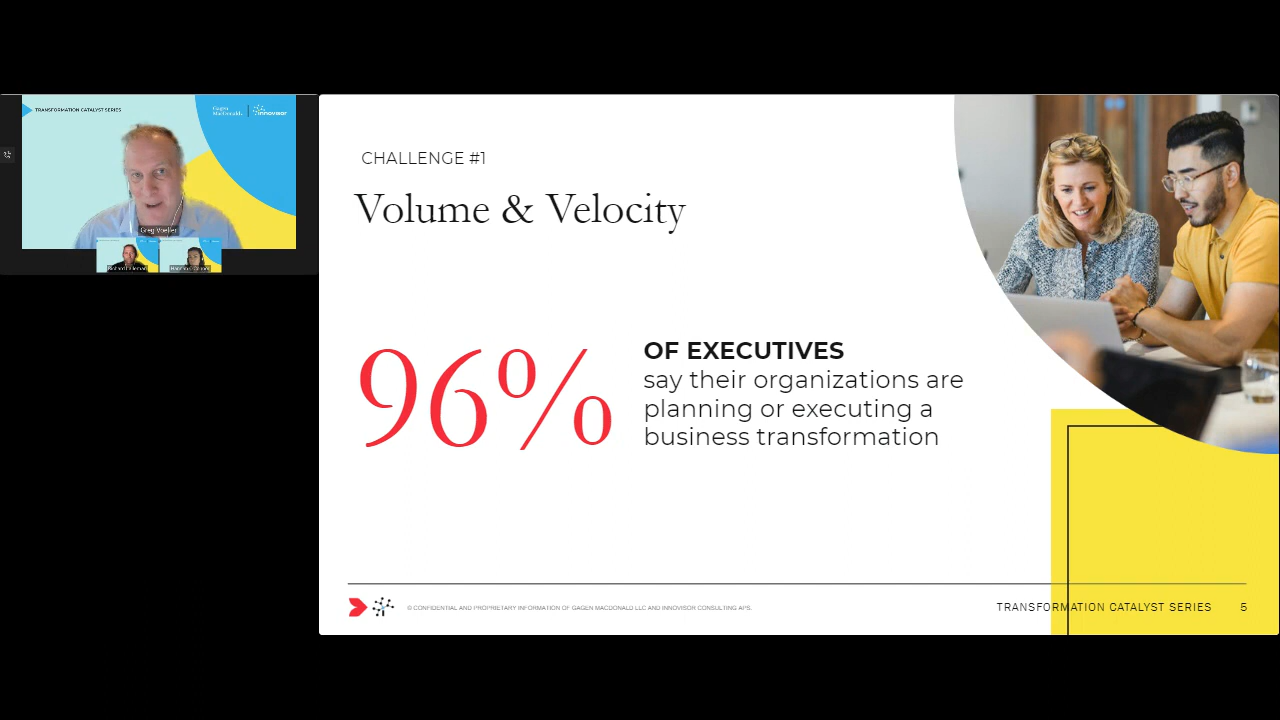 TRANSFORMATION CATALYST SERIES
Gagen
MacDonald
innovisor
Greg Voeller
CHALLENGE #1
Volume & Velocity
96%
OF EXECUTIVES
say their organizations are
planning or executing a
business transformation
© CONFIDENTIAL AND PROPRIETARY INFORMATION OF GAGEN MACDONALD LLC AND INNOVISOR CONSULTING APS.
TRANSFORMATION CATALYST SERIES 5